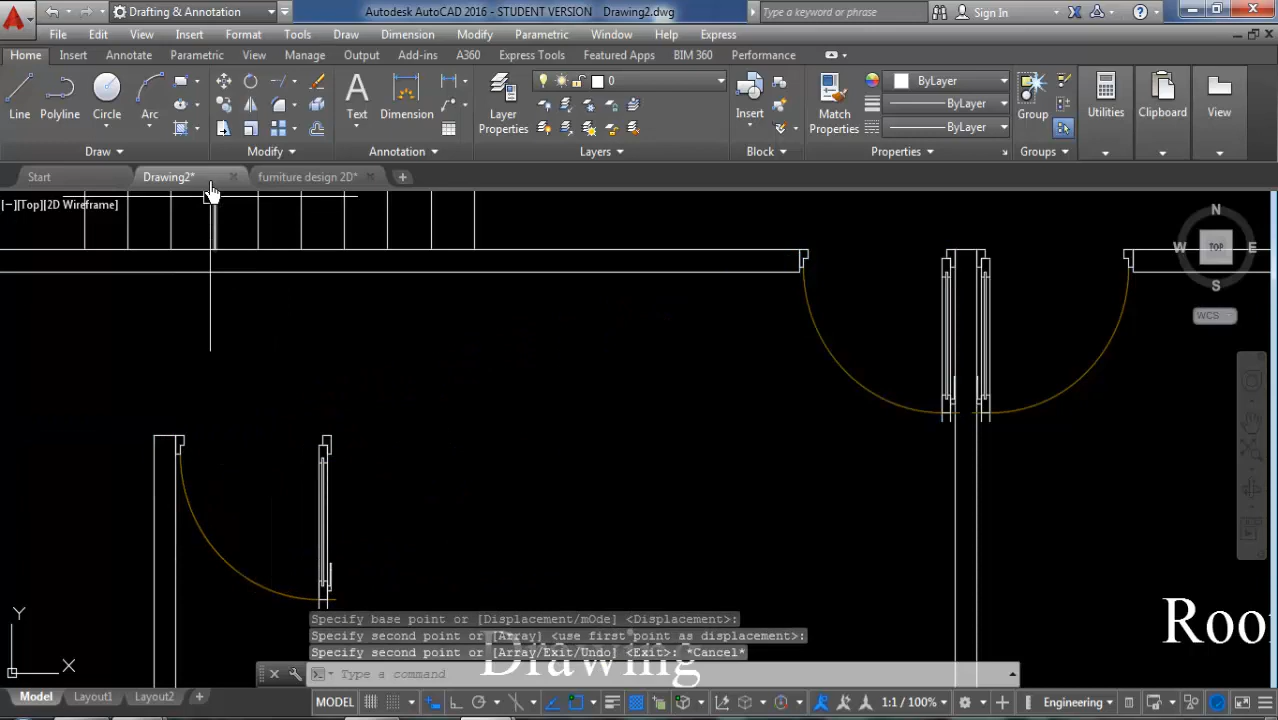 Drafting & Annotation
Autodesk AutoCAD 2016 - STUDENT VERSION Drawing2.dwg
Type a keyword or phrase
Sign In
File Edit View Insert Format Tools Draw Dimension Modify Parametric Window Help Express
Home Insert Annotate Parametric View Manage Output Add-ins A360 Express Tools Featured Apps BIM 360 Performance
Line Polyline Circle Arc Text Dimension Layer Properties 0 Insert Match Properties ByLayer ByLayer ByLayer Group Utilities Clipboard View
Draw Modify Annotation Layers Block Properties Groups
Start Drawing2* furniture design 2D*
[−][Top][2D Wireframe]
N
W TOP E
S
WCS
Roo
Specify base point or [Displacement/mOde] <Displacement>:
Specify second point or [Array] <use first point as displacement>:
Specify second point or [Array/Exit/Undo] <Exit>: *Cancel*
Drawing
Type a command
Y
X
Model Layout1 Layout2 +
MODEL 1:1 / 100% Engineering